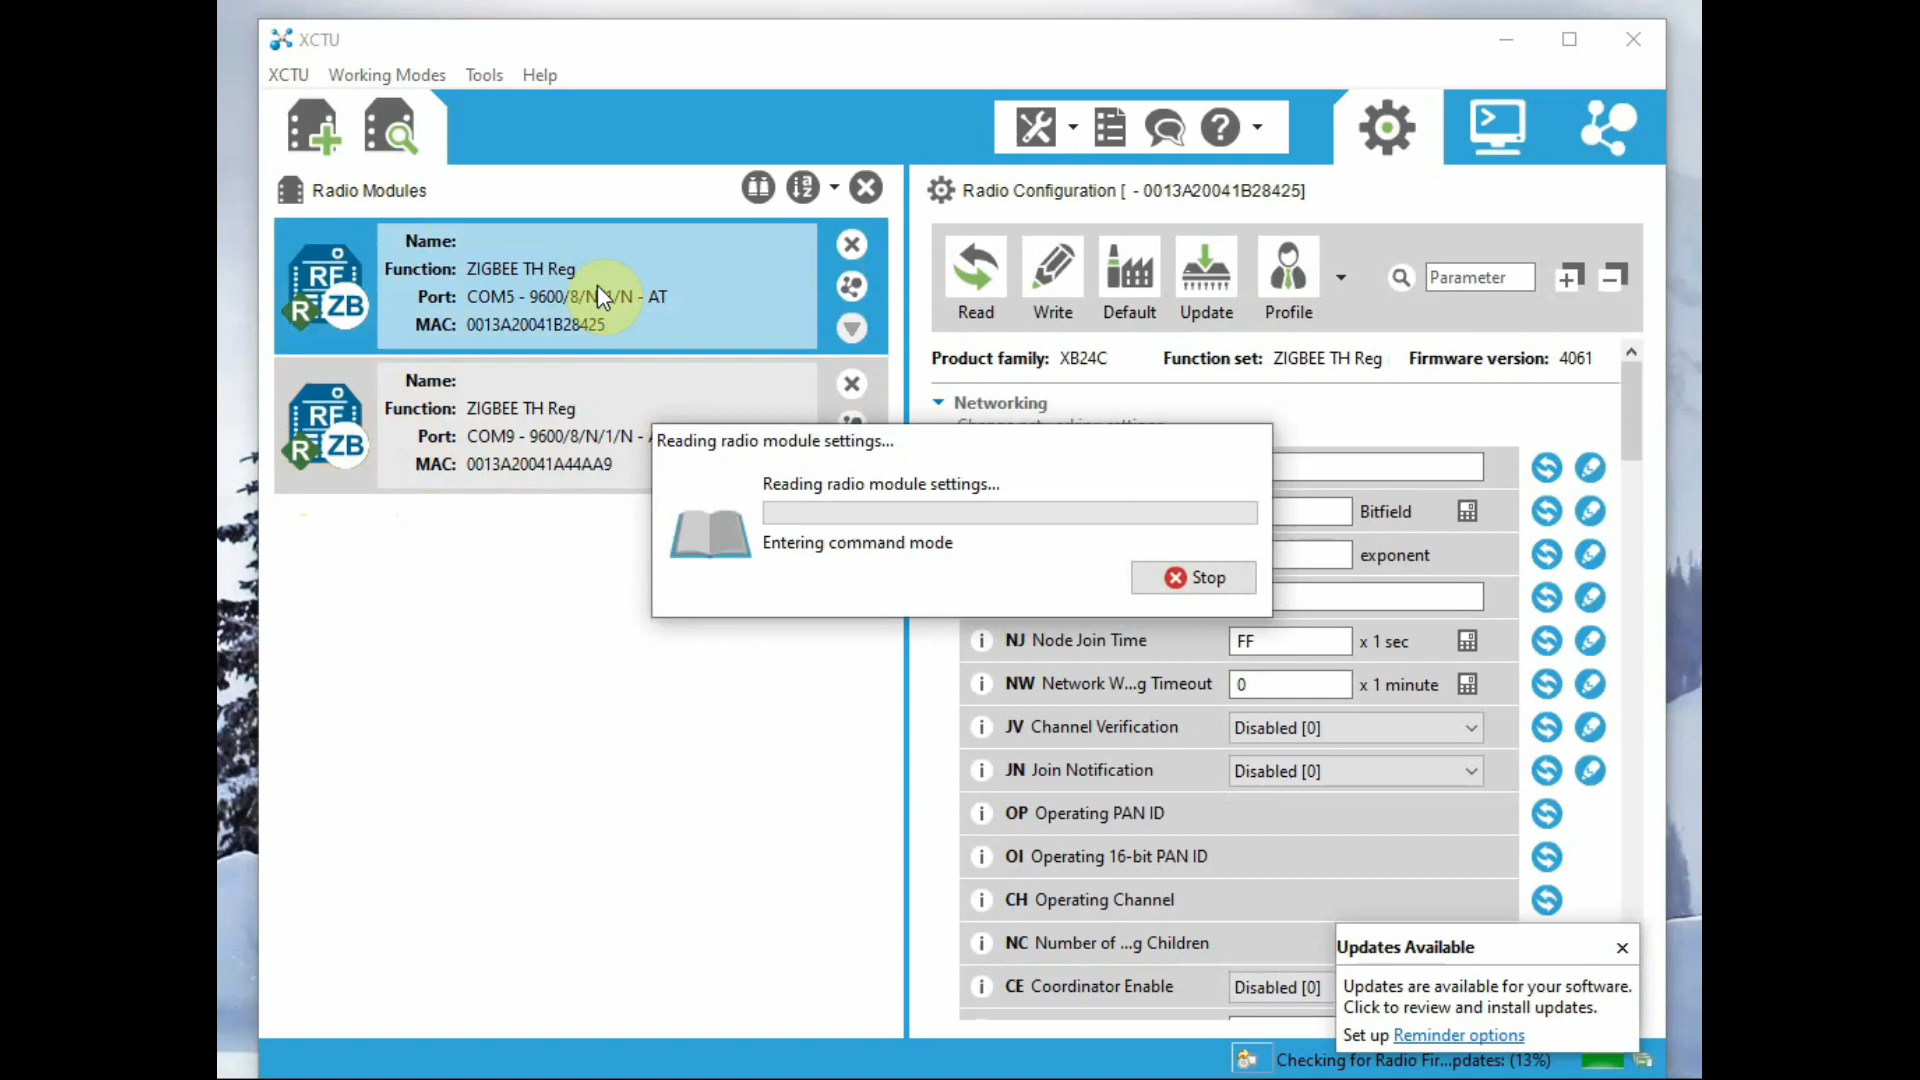 XCTU
XCTU Working Modes Tools Help
Radio Modules
Radio Configuration [ - 0013A20041B28425]
Name:
Function: ZIGBEE TH Reg
Port: COM5 - 9600/8/N/1/N - AT
MAC: 0013A20041B28425
RF
R ZB
Name:
Function: ZIGBEE TH Reg
Port: COM9 - 9600/8/N/1/N -
MAC: 0013A20041A44AA9
RF
R ZB
Read Write Default Update Profile
Parameter
Product family: XB24C Function set: ZIGBEE TH Reg Firmware version: 4061
Networking
Reading radio module settings...
Reading radio module settings...
Entering command mode
Stop
Bitfield
exponent
i NJ Node Join Time FF x 1 sec
i NW Network W...g Timeout 0 x 1 minute
i JV Channel Verification Disabled [0]
i JN Join Notification Disabled [0]
i OP Operating PAN ID
i OI Operating 16-bit PAN ID
i CH Operating Channel
i NC Number of ...g Children
i CE Coordinator Enable Disabled [0]
Updates Available
Updates are available for your software.
Click to review and install updates.
Set up Reminder options
Checking for Radio Fir...pdates: (13%)